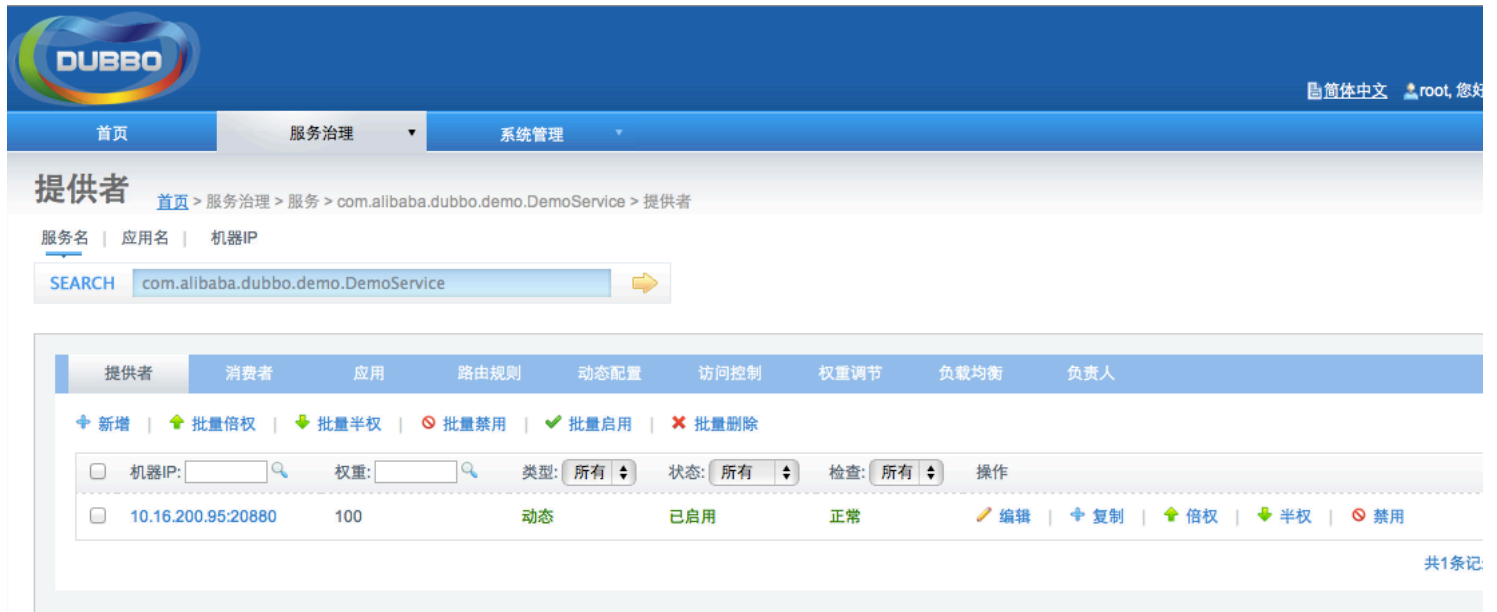 DUBBO
简体中文 root, 您好
首页 服务治理 系统管理
提供者 首页 > 服务治理 > 服务 > com.alibaba.dubbo.demo.DemoService > 提供者
服务名 | 应用名 | 机器IP
SEARCH com.alibaba.dubbo.demo.DemoService
提供者 消费者 应用 路由规则 动态配置 访问控制 权重调节 负载均衡 负责人
新增 | 批量倍权 | 批量半权 | 批量禁用 | 批量启用 | 批量删除
机器IP: 权重: 类型: 所有 状态: 所有 检查: 所有 操作
10.16.200.95:20880 100 动态 已启用 正常 编辑 | 复制 | 倍权 | 半权 | 禁用
共1条记